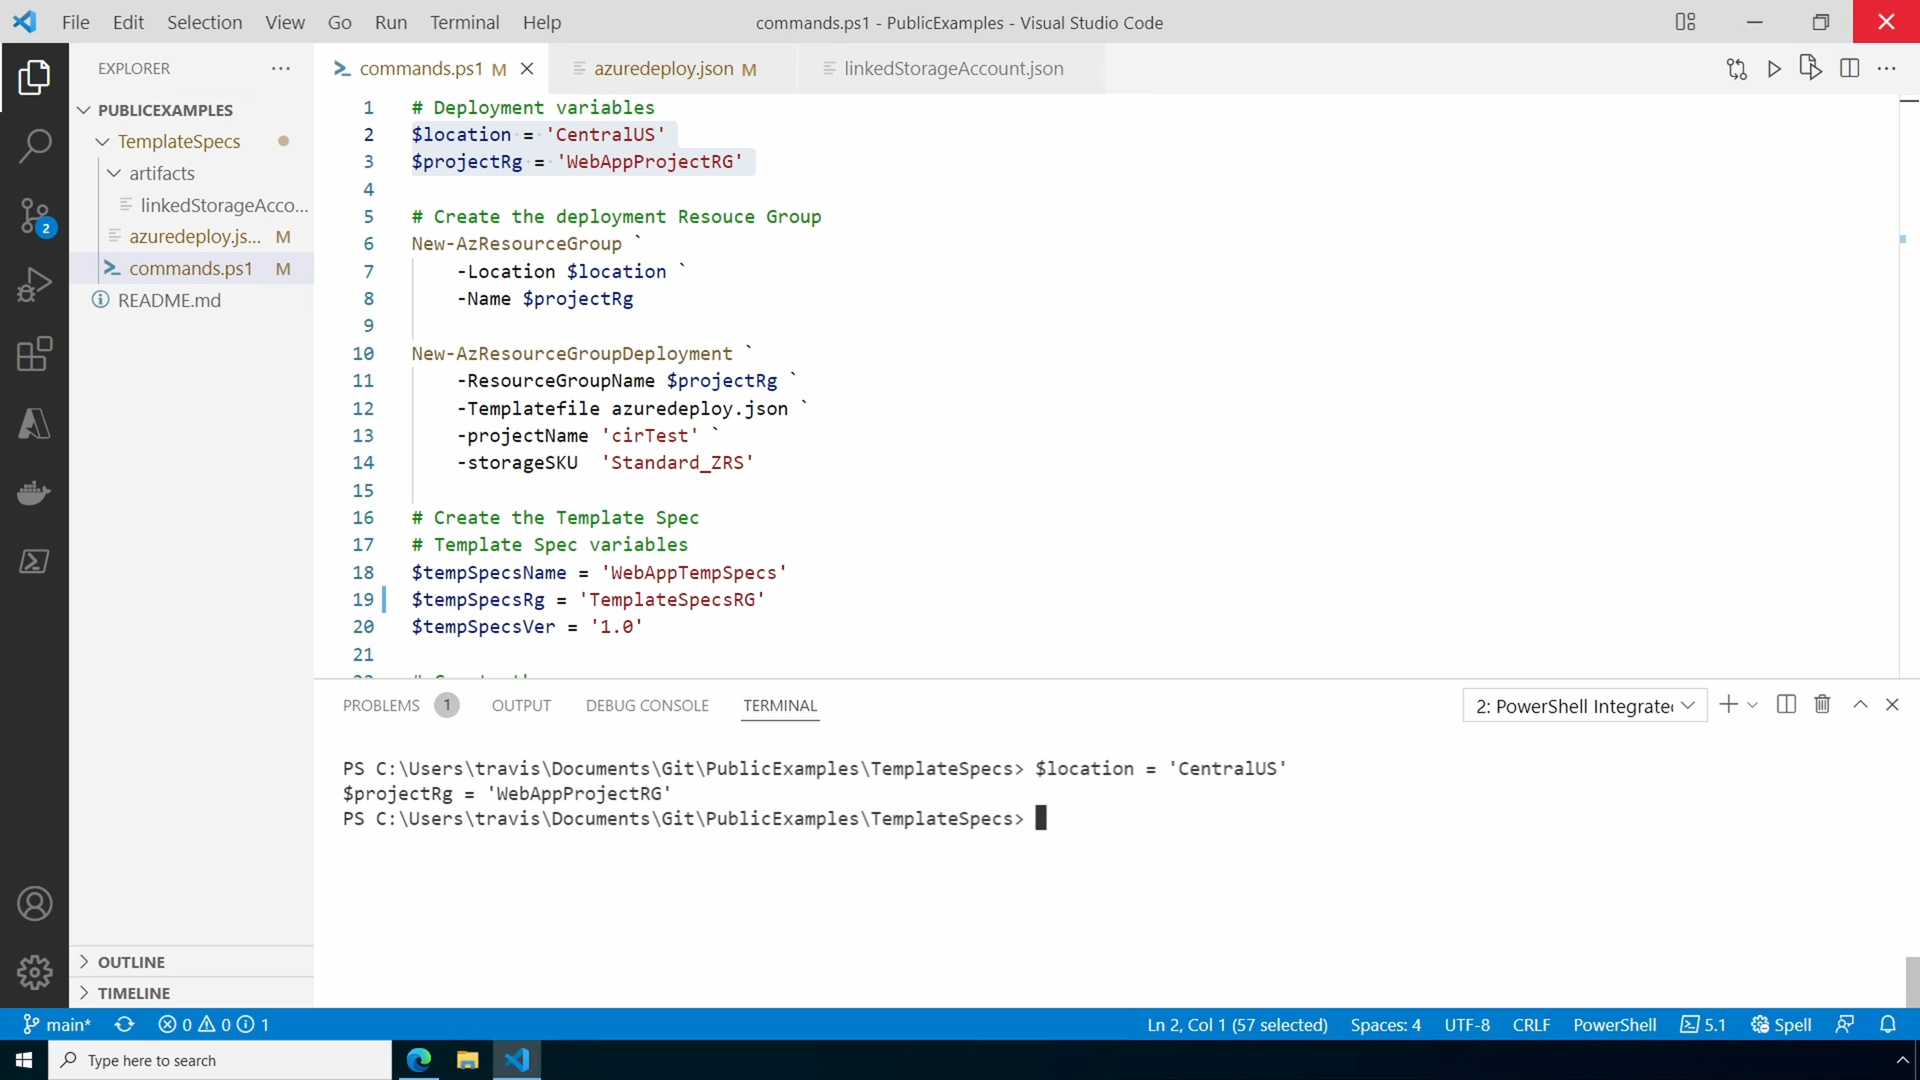 File Edit Selection View Go Run Terminal Help
commands.ps1 - PublicExamples - Visual Studio Code
EXPLORER
PUBLICEXAMPLES
TemplateSpecs
artifacts
linkedStorageAcco...
azuredeploy.js... M
commands.ps1 M
README.md
OUTLINE
TIMELINE
2
commands.ps1 M
azuredeploy.json M
linkedStorageAccount.json
1 # Deployment variables
2 $location = 'CentralUS'
3 $projectRg = 'WebAppProjectRG'
4
5 # Create the deployment Resouce Group
6 New-AzResourceGroup `
7 -Location $location `
8 -Name $projectRg
9
10 New-AzResourceGroupDeployment `
11 -ResourceGroupName $projectRg `
12 -Templatefile azuredeploy.json `
13 -projectName 'cirTest' `
14 -storageSKU 'Standard_ZRS'
15
16 # Create the Template Spec
17 # Template Spec variables
18 $tempSpecsName = 'WebAppTempSpecs'
19 $tempSpecsRg = 'TemplateSpecsRG'
20 $tempSpecsVer = '1.0'
21
PROBLEMS 1 OUTPUT DEBUG CONSOLE TERMINAL
2: PowerShell Integrate
PS C:\Users\travis\Documents\Git\PublicExamples\TemplateSpecs> $location = 'CentralUS'
$projectRg = 'WebAppProjectRG'
PS C:\Users\travis\Documents\Git\PublicExamples\TemplateSpecs>
main* 0 0 1
Ln 2, Col 1 (57 selected) Spaces: 4 UTF-8 CRLF PowerShell 5.1 Spell
Type here to search